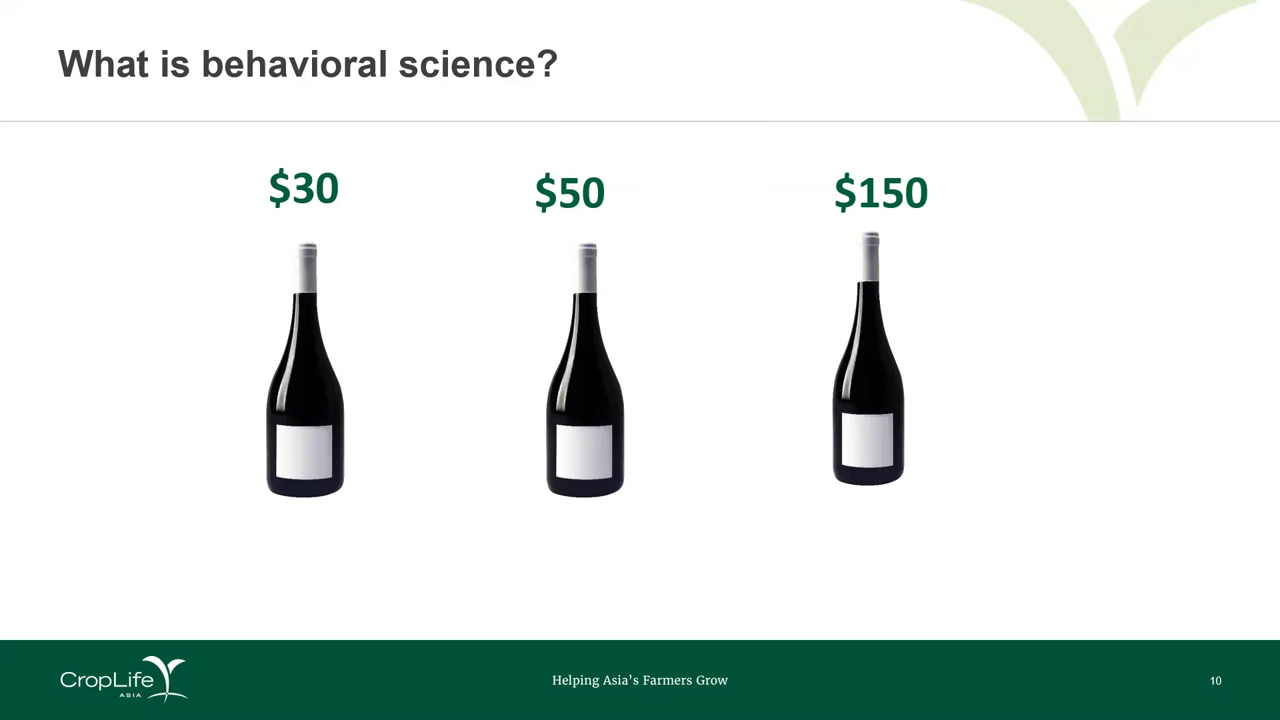 What is behavioral science?
$30
$50
$150
CropLife
ASIA
Helping Asia’s Farmers Grow
10